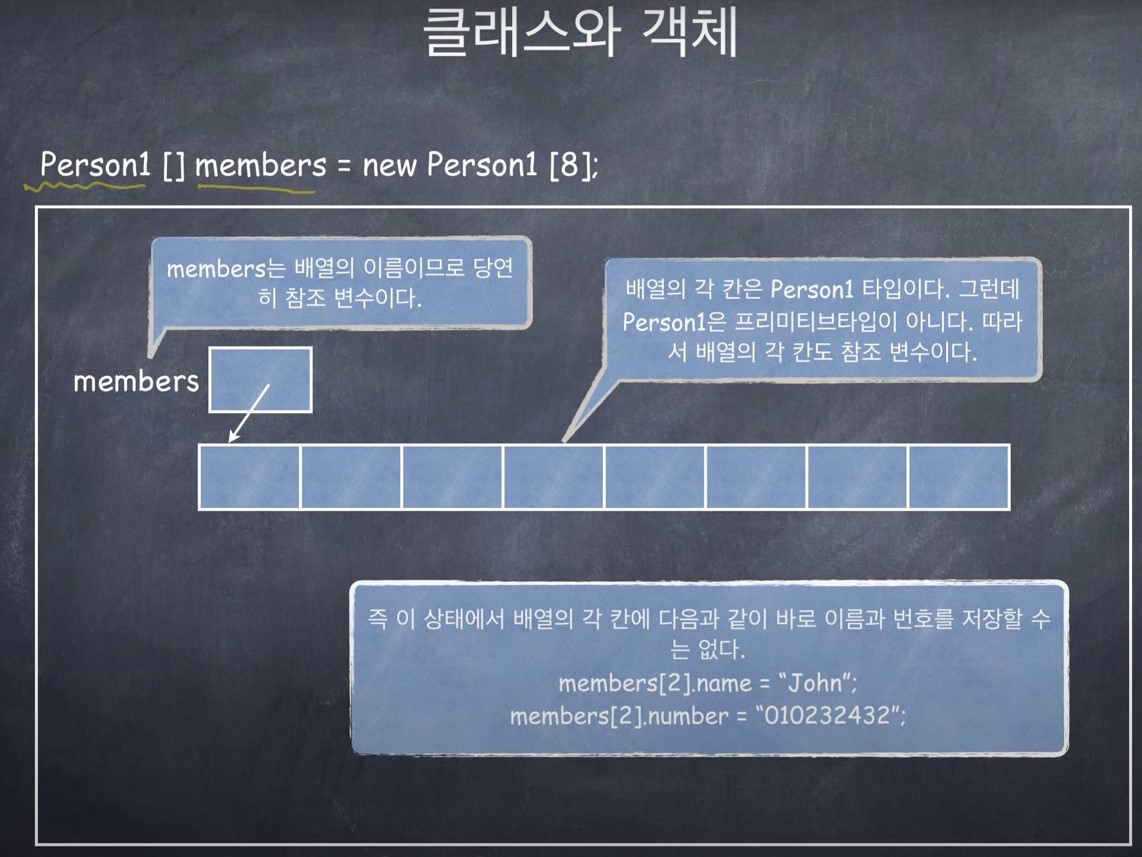 클래스와 객체
Person1 [] members = new Person1 [8];
members는 배열의 이름이므로 당연
히 참조 변수이다.
배열의 각 칸은 Person1 타입이다. 그런데
Person1은 프리미티브타입이 아니다. 따라
서 배열의 각 칸도 참조 변수이다.
members
즉 이 상태에서 배열의 각 칸에 다음과 같이 바로 이름과 번호를 저장할 수
는 없다.
members[2].name = “John”;
members[2].number = “010232432”;